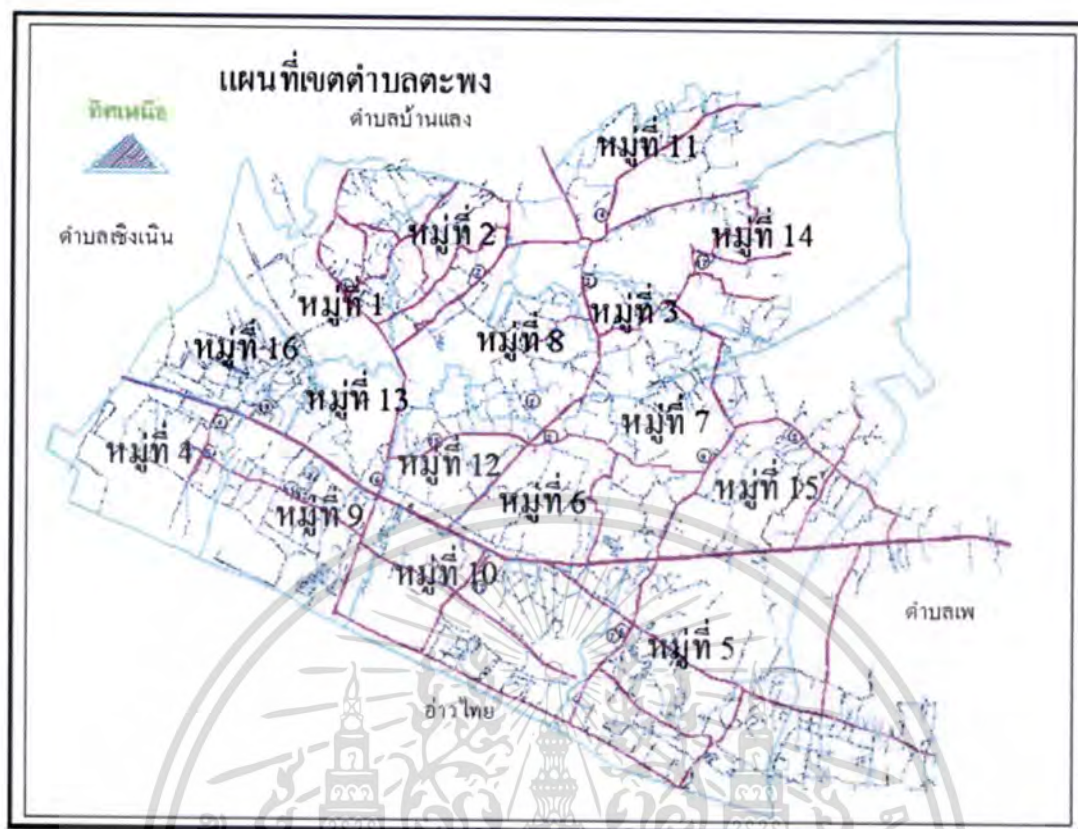 แผนที่เขตตำบลตะพง
ทิศเหนือ
ตำบลบ้านแลง
หมู่ที่ 11
ตำบลเชิงเนิน
หมู่ที่ 2
หมู่ที่ 14
หมู่ที่ 1
หมู่ที่ 3
หมู่ที่ 16
หมู่ที่ 8
หมู่ที่ 13
หมู่ที่ 7
หมู่ที่ 4
หมู่ที่ 12
หมู่ที่ 15
หมู่ที่ 9
หมู่ที่ 6
หมู่ที่ 10
ตำบลเพ
หมู่ที่ 5
อ่าวไทย